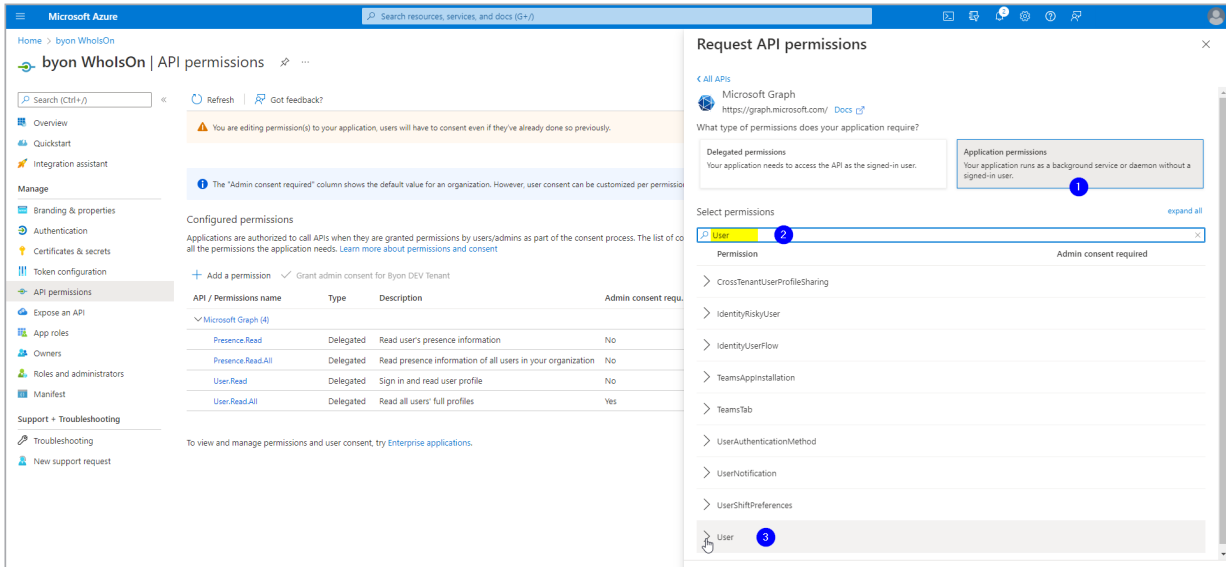 Microsoft Azure
Search resources, services, and docs (G+/)
2
Home > byon WhoIsOn
byon WhoIsOn | API permissions
Search (Ctrl+/)
Overview
Quickstart
Integration assistant
Manage
Branding & properties
Authentication
Certificates & secrets
Token configuration
API permissions
Expose an API
App roles
Owners
Roles and administrators
Manifest
Support + Troubleshooting
Troubleshooting
New support request
Refresh
Got feedback?
You are editing permission(s) to your application, users will have to consent even if they've already done so previously.
The "Admin consent required" column shows the default value for an organization. However, user consent can be customized per permission
Configured permissions
Applications are authorized to call APIs when they are granted permissions by users/admins as part of the consent process. The list of co
all the permissions the application needs. Learn more about permissions and consent
Add a permission
Grant admin consent for Byon DEV Tenant
API / Permissions name Type Description Admin consent requ.
Microsoft Graph (4)
Presence.Read Delegated Read user's presence information No
Presence.Read.All Delegated Read presence information of all users in your organization No
User.Read Delegated Sign in and read user profile No
User.Read.All Delegated Read all users' full profiles Yes
To view and manage permissions and user consent, try Enterprise applications.
Request API permissions
All APIs
Microsoft Graph
https://graph.microsoft.com/ Docs
What type of permissions does your application require?
Delegated permissions
Your application needs to access the API as the signed-in user.
Application permissions
Your application runs as a background service or daemon without a
signed-in user.
1
Select permissions
expand all
User
2
Permission Admin consent required
CrossTenantUserProfileSharing
IdentityRiskyUser
IdentityUserFlow
TeamsAppInstallation
TeamsTab
UserAuthenticationMethod
UserNotification
UserShiftPreferences
User
3